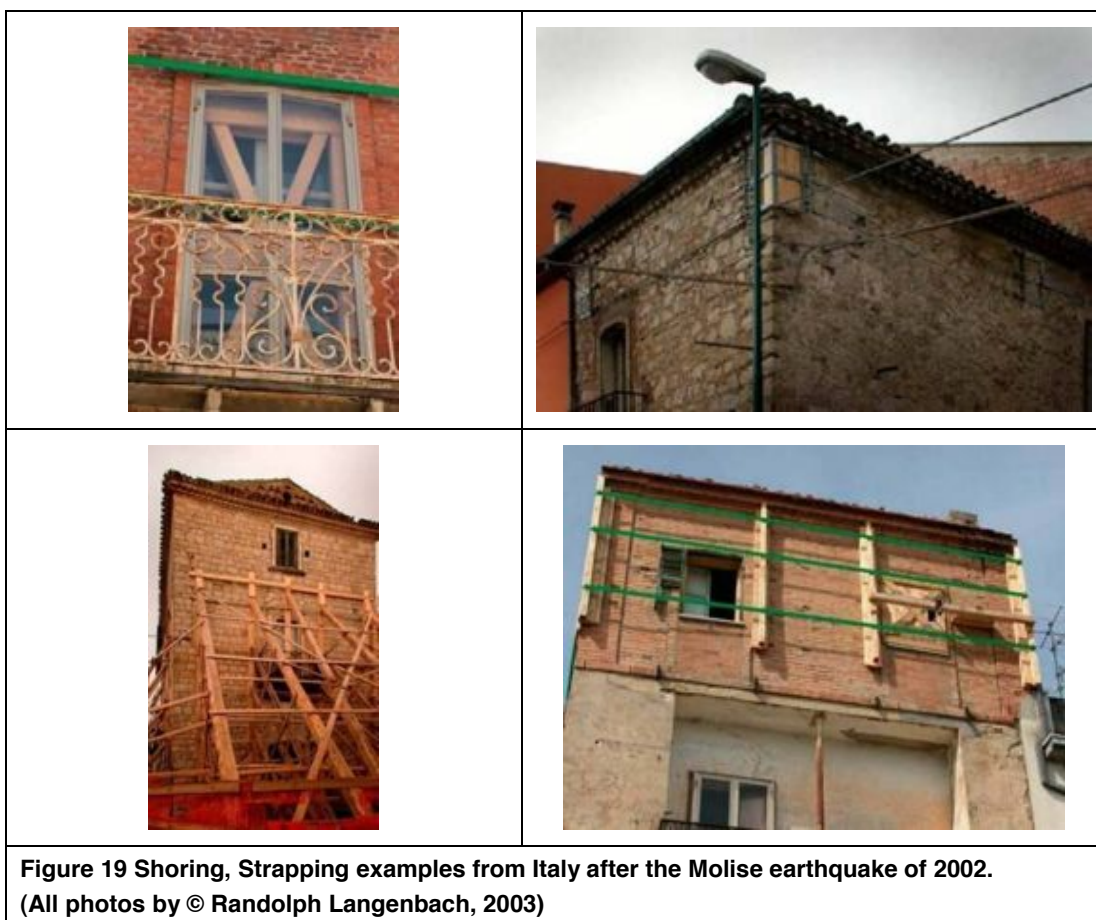 Figure 19 Shoring, Strapping examples from Italy after the Molise earthquake of 2002.
(All photos by © Randolph Langenbach, 2003)